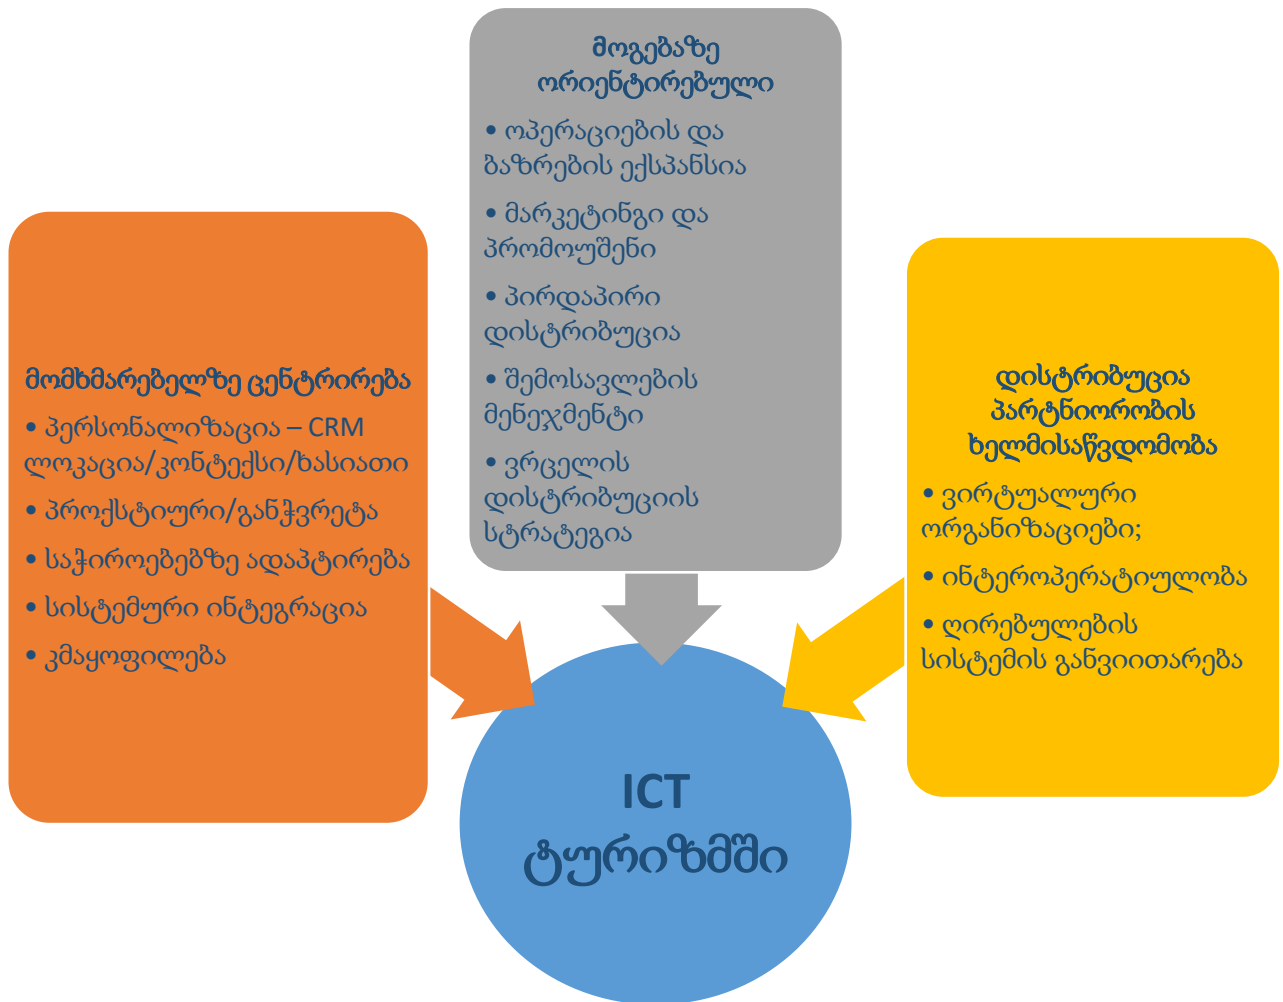 მოგებაზე
ორიენტირებული
• ოპერაციების და
ბაზრების ექსპანსია
• მარკეტინგი და
პრომოუშენი
• პირდაპირი
დისტრიბუცია
• შემოსავლების
მენეჯმენტი
• ვრცელის
დისტრიბუციის
სტრატეგია
მომხმარებელზე ცენტრირება
• პერსონალიზაცია – CRM
ლოკაცია/კონტექსი/ხასიათი
• პროქსტიური/განჭვრეტა
• საჭიროებებზე ადაპტირება
• სისტემური ინტეგრაცია
• კმაყოფილება
დისტრიბუცია
პარტნიორობის
ხელმისაწვდომობა
• ვირტუალური
ორგანიზაციები;
• ინტეროპერატიულობა
• ღირებულების
სისტემის განვიითარება
ICT
ტურიზმში